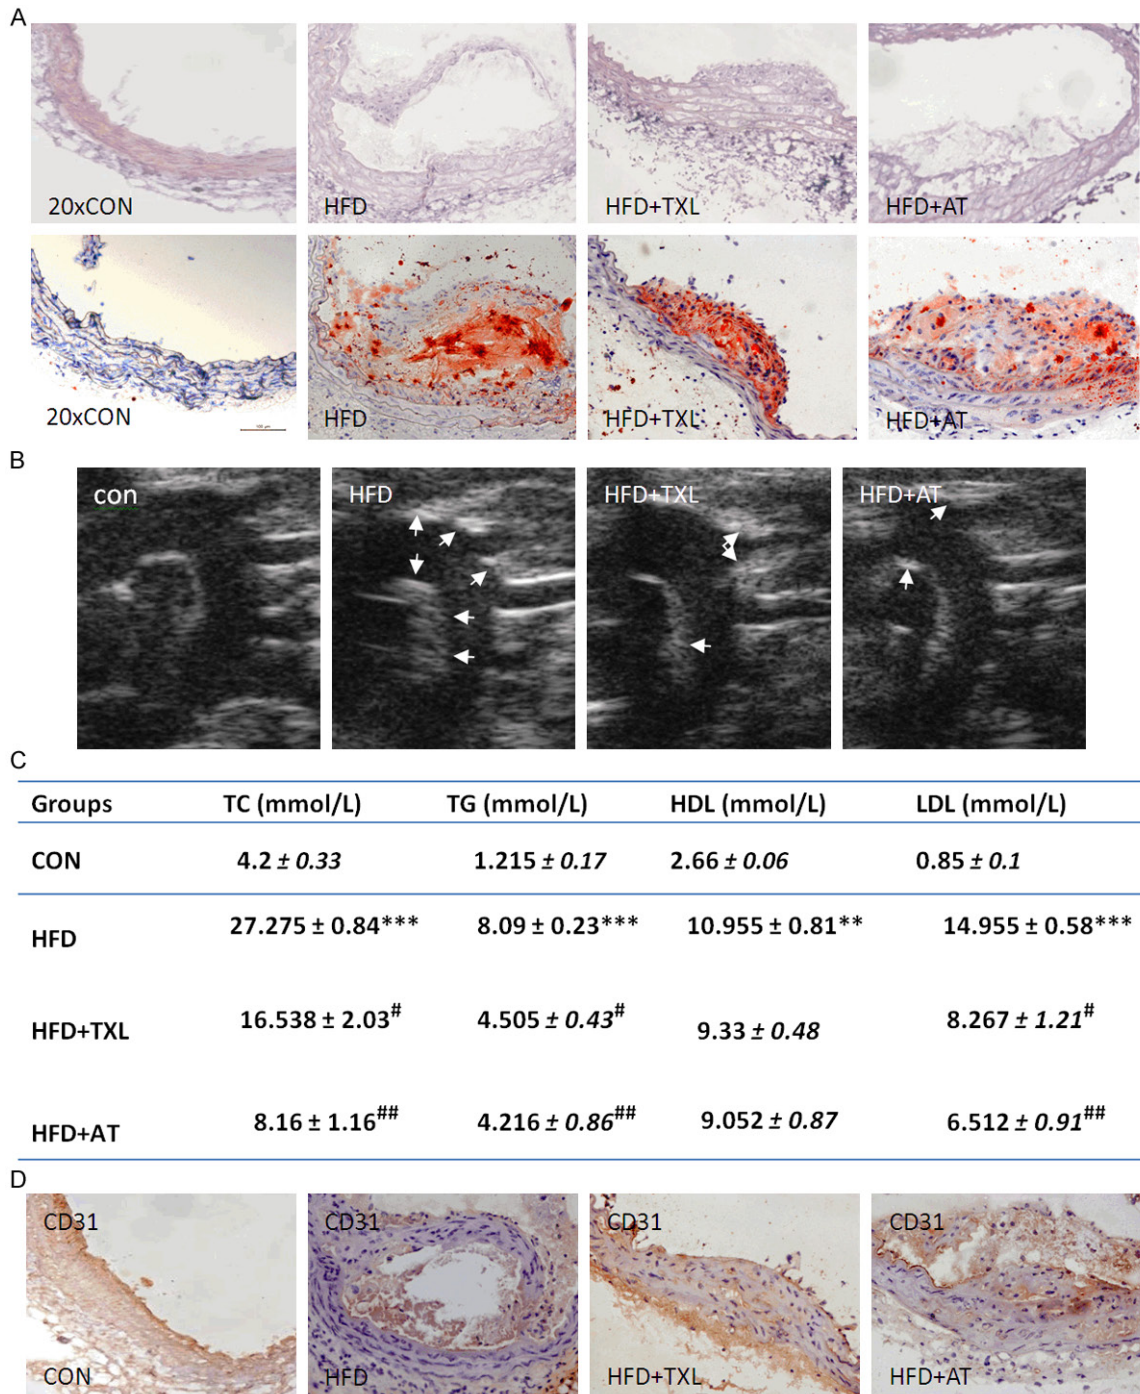 A
20xCON HFD HFD+TXL HFD+AT
20xCON HFD HFD+TXL HFD+AT
B
con HFD HFD+TXL HFD+AT
C
Groups TC (mmol/L) TG (mmol/L) HDL (mmol/L) LDL (mmol/L)
CON 4.2 ± 0.33 1.215 ± 0.17 2.66 ± 0.06 0.85 ± 0.1
HFD 27.275 ± 0.84*** 8.09 ± 0.23*** 10.955 ± 0.81** 14.955 ± 0.58***
HFD+TXL 16.538 ± 2.03# 4.505 ± 0.43# 9.33 ± 0.48 8.267 ± 1.21#
HFD+AT 8.16 ± 1.16## 4.216 ± 0.86## 9.052 ± 0.87 6.512 ± 0.91##
D
CD31 CD31 CD31 CD31
CON HFD HFD+TXL HFD+AT